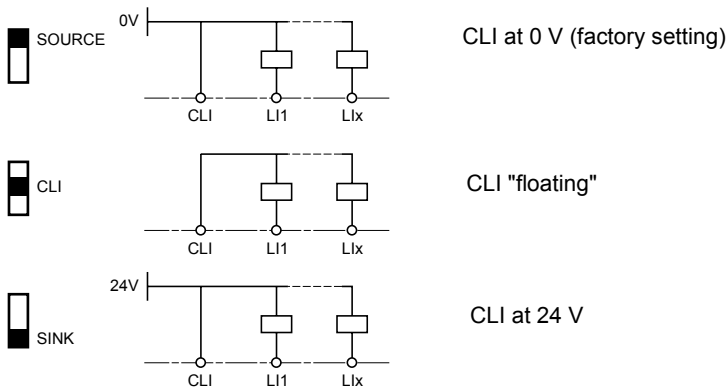 0V
SOURCE
CLI at 0 V (factory setting)
CLI LI1 LIx
CLI
CLI "floating"
CLI LI1 LIx
24V
SINK
CLI at 24 V
CLI LI1 LIx